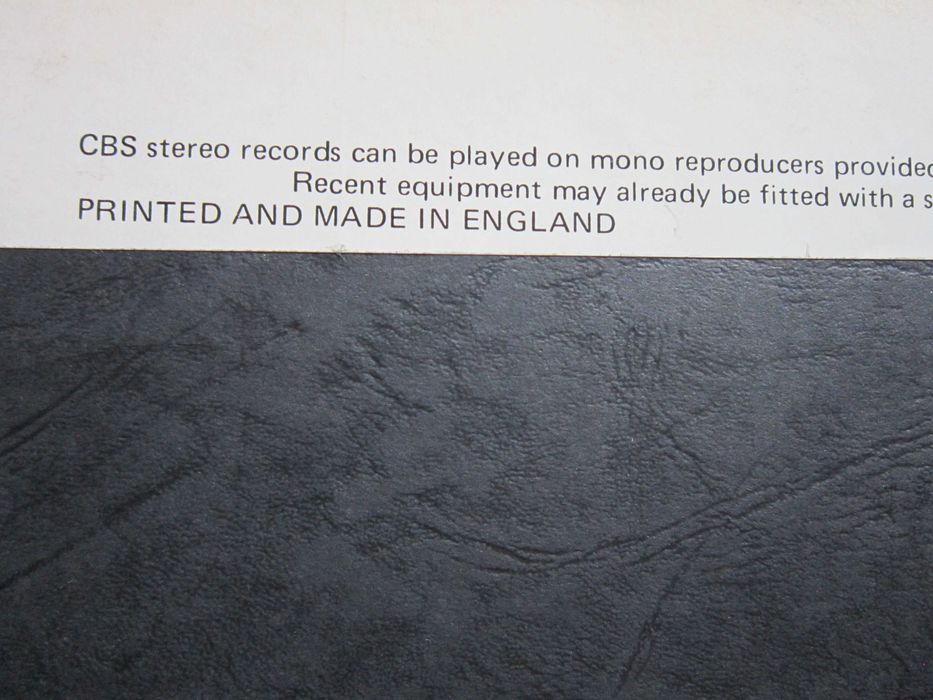 CBS stereo records can be played on mono reproducers provided
Recent equipment may already be fitted with a s
PRINTED AND MADE IN ENGLAND